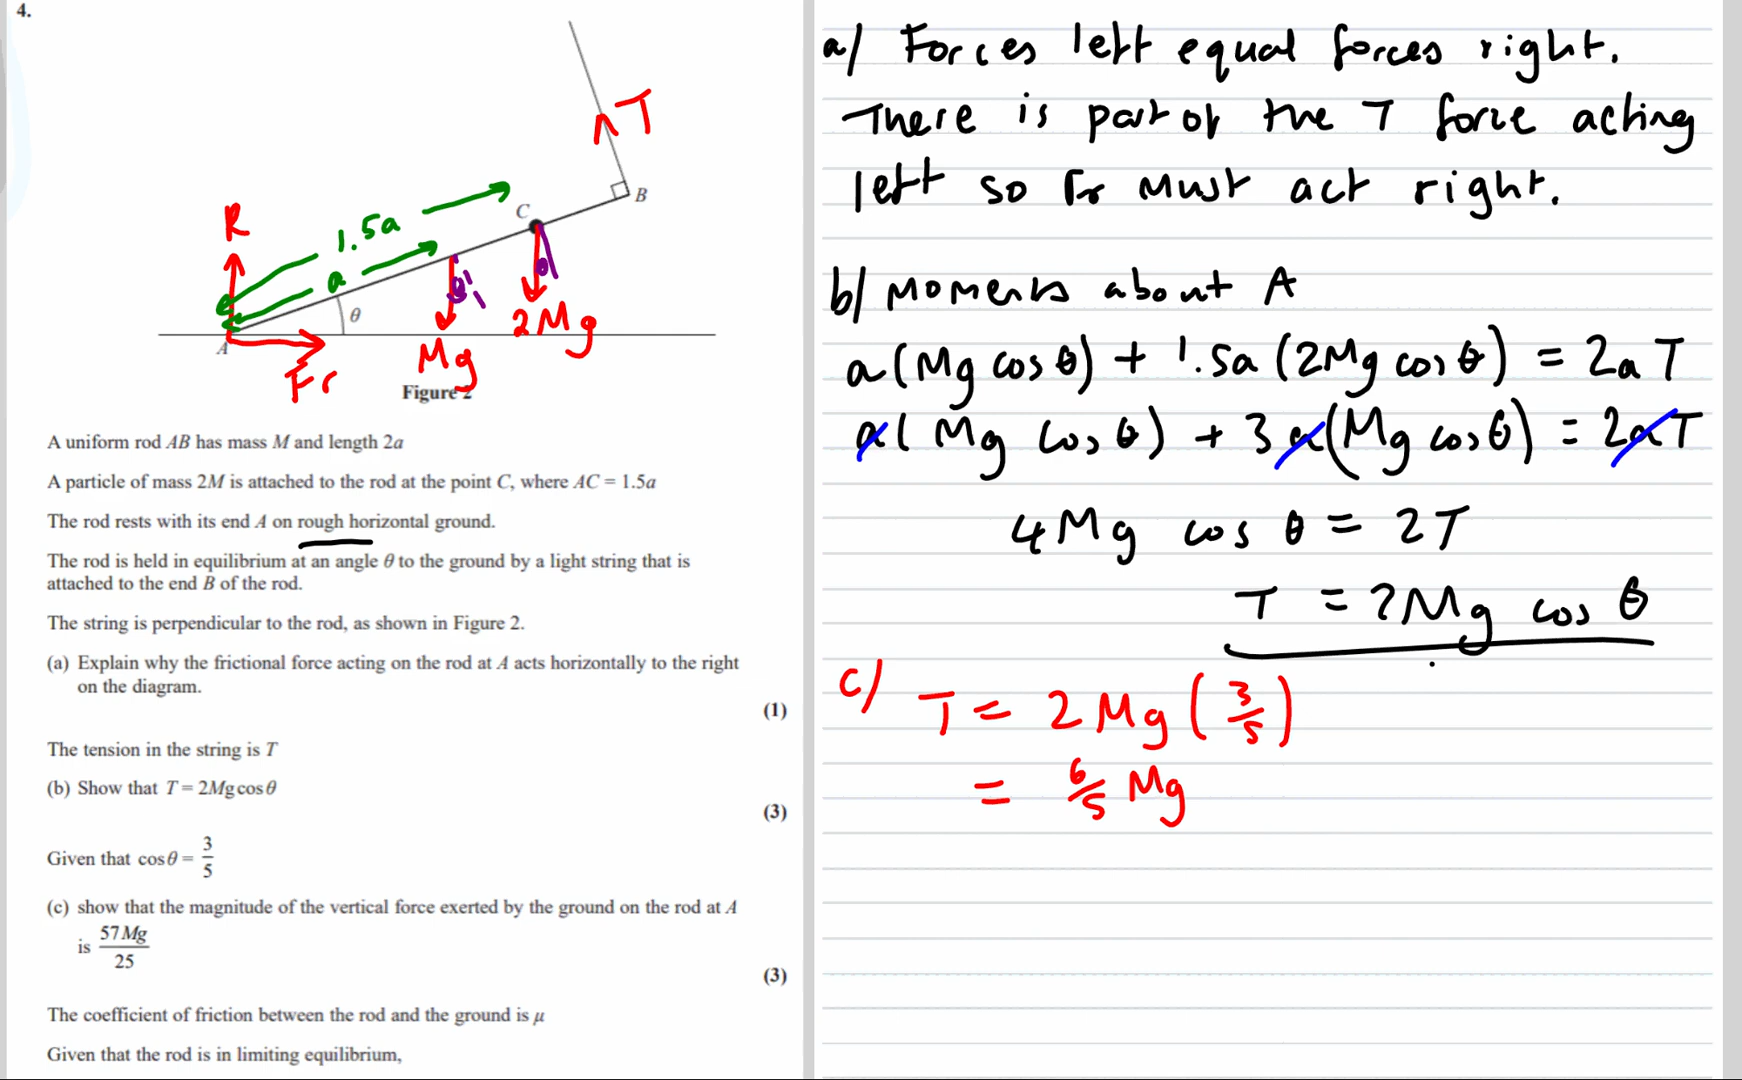 4.
T
B
C
R
1.5a
a
θ
θ
θ
A
Fr
Mg
2Mg
Figure 2
A uniform rod AB has mass M and length 2a
A particle of mass 2M is attached to the rod at the point C, where AC = 1.5a
The rod rests with its end A on rough horizontal ground.
The rod is held in equilibrium at an angle θ to the ground by a light string that is
attached to the end B of the rod.
The string is perpendicular to the rod, as shown in Figure 2.
(a) Explain why the frictional force acting on the rod at A acts horizontally to the right
on the diagram.
(1)
The tension in the string is T
(b) Show that T = 2Mg cos θ
(3)
Given that cos θ = 3/5
(c) show that the magnitude of the vertical force exerted by the ground on the rod at A
is 57Mg/25
(3)
The coefficient of friction between the rod and the ground is μ
Given that the rod is in limiting equilibrium,
a/ Forces left equal forces right.
There is part of the T force acting
left so Fr must act right.
b/ Moments about A
a(Mg cos θ) + 1.5a (2Mg cos θ) = 2a T
a( Mg cos θ) + 3a(Mg cos θ) = 2aT
4Mg cos θ = 2T
T = 2Mg cos θ
c/ T = 2Mg (3/5)
= 6/5 Mg